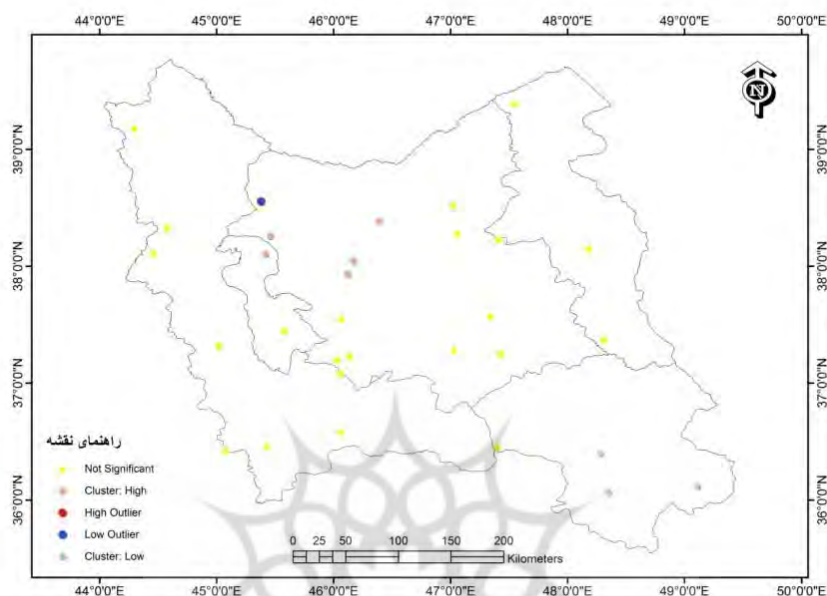 44°0'0"E 45°0'0"E 46°0'0"E 47°0'0"E 48°0'0"E 49°0'0"E 50°0'0"E
39°0'0"N 39°0'0"N
38°0'0"N 38°0'0"N
37°0'0"N 37°0'0"N
36°0'0"N 36°0'0"N
N
راهنمای نقشه
Not Significant
Cluster: High
High Outlier
Low Outlier
Cluster: Low
0 25 50 100 150 200
Kilometers
44°0'0"E 45°0'0"E 46°0'0"E 47°0'0"E 48°0'0"E 49°0'0"E 50°0'0"E